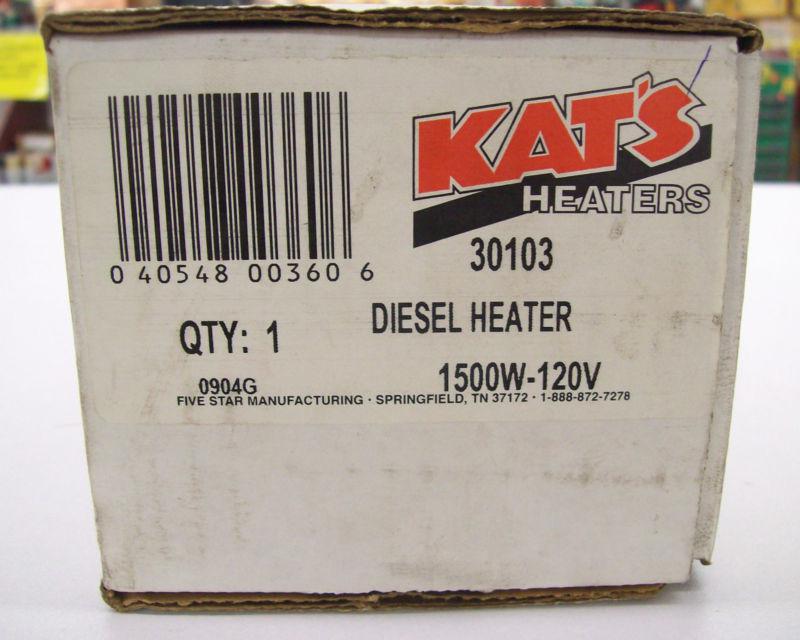 KAT'S
HEATERS
0 40548 00360 6
30103
DIESEL HEATER
QTY: 1
1500W-120V
0904G
FIVE STAR MANUFACTURING · SPRINGFIELD, TN 37172 · 1-888-872-7278